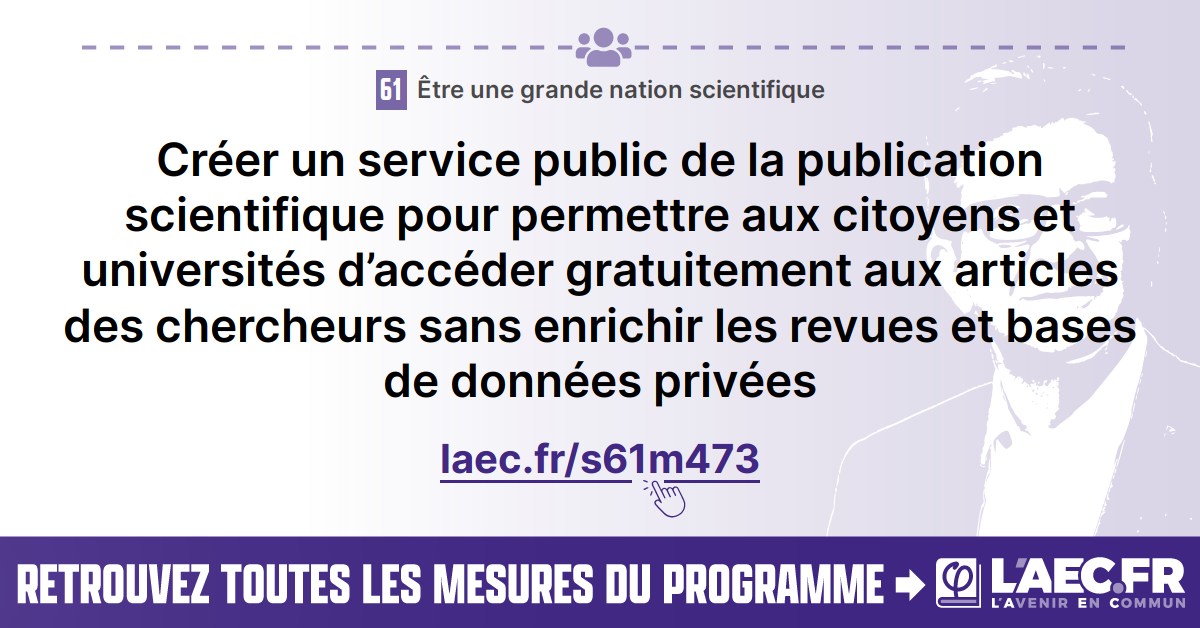 61 Être une grande nation scientifique
Créer un service public de la publication
scientifique pour permettre aux citoyens et
universités d’accéder gratuitement aux articles
des chercheurs sans enrichir les revues et bases
de données privées
laec.fr/s61m473
RETROUVEZ TOUTES LES MESURES DU PROGRAMME
φ L'AEC.FR
L'AVENIR EN COMMUN